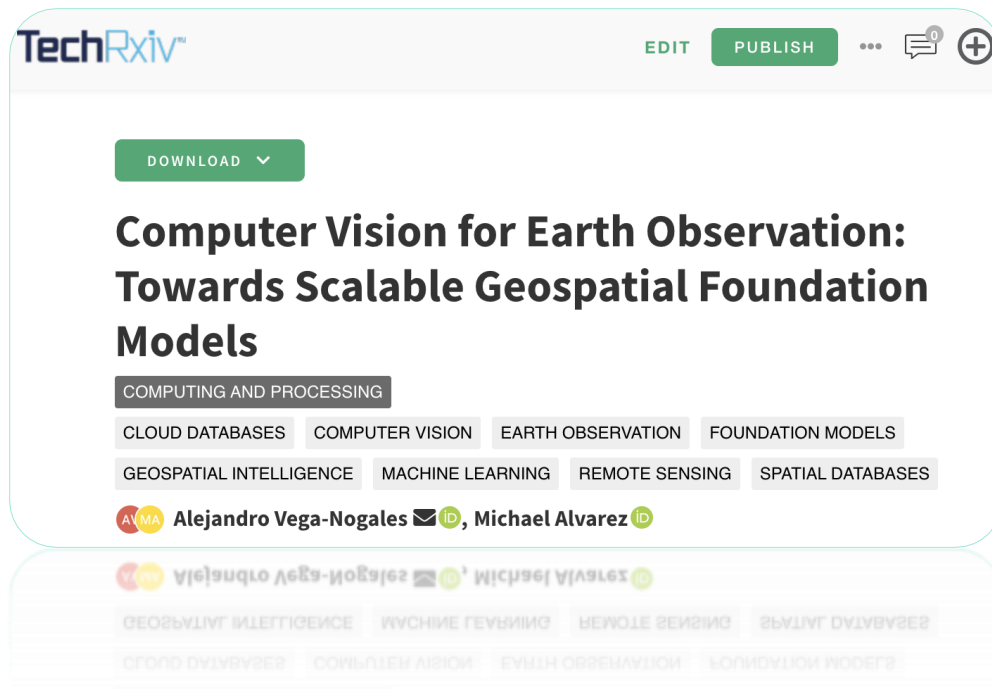 TechRxiv
EDIT PUBLISH ••• 0
DOWNLOAD
Computer Vision for Earth Observation:
Towards Scalable Geospatial Foundation
Models
COMPUTING AND PROCESSING
CLOUD DATABASES COMPUTER VISION EARTH OBSERVATION FOUNDATION MODELS
GEOSPATIAL INTELLIGENCE MACHINE LEARNING REMOTE SENSING SPATIAL DATABASES
AV MA Alejandro Vega-Nogales iD, Michael Alvarez iD